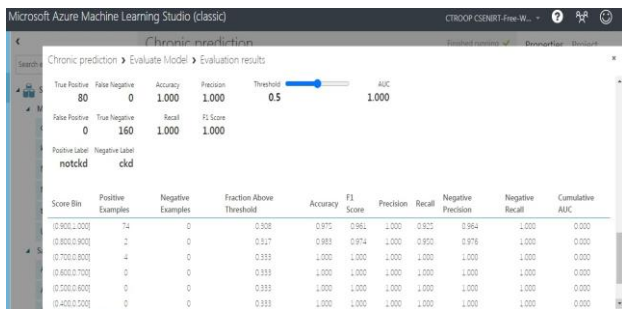 Microsoft Azure Machine Learning Studio (classic) CTROOP CSENIRT-Free-W...
Chronic prediction Finished running Properties Project
Chronic prediction > Evaluate Model > Evaluation results
True Positive False Negative Accuracy Precision Threshold AUC
80 0 1.000 1.000 0.5 1.000
False Positive True Negative Recall F1 Score
0 160 1.000 1.000
Positive Label Negative Label
notckd ckd
Score Bin Positive Examples Negative Examples Fraction Above Threshold Accuracy F1 Score Precision Recall Negative Precision Negative Recall Cumulative AUC
(0.900,1.000] 74 0 0.308 0.975 0.961 1.000 0.925 0.964 1.000 0.000
(0.800,0.900] 2 0 0.317 0.983 0.974 1.000 0.950 0.976 1.000 0.000
(0.700,0.800] 4 0 0.333 1.000 1.000 1.000 1.000 1.000 1.000 0.000
(0.600,0.700] 0 0 0.333 1.000 1.000 1.000 1.000 1.000 1.000 0.000
(0.500,0.600] 0 0 0.333 1.000 1.000 1.000 1.000 1.000 1.000 0.000
(0.400,0.500] 0 0 0.333 1.000 1.000 1.000 1.000 1.000 1.000 0.000